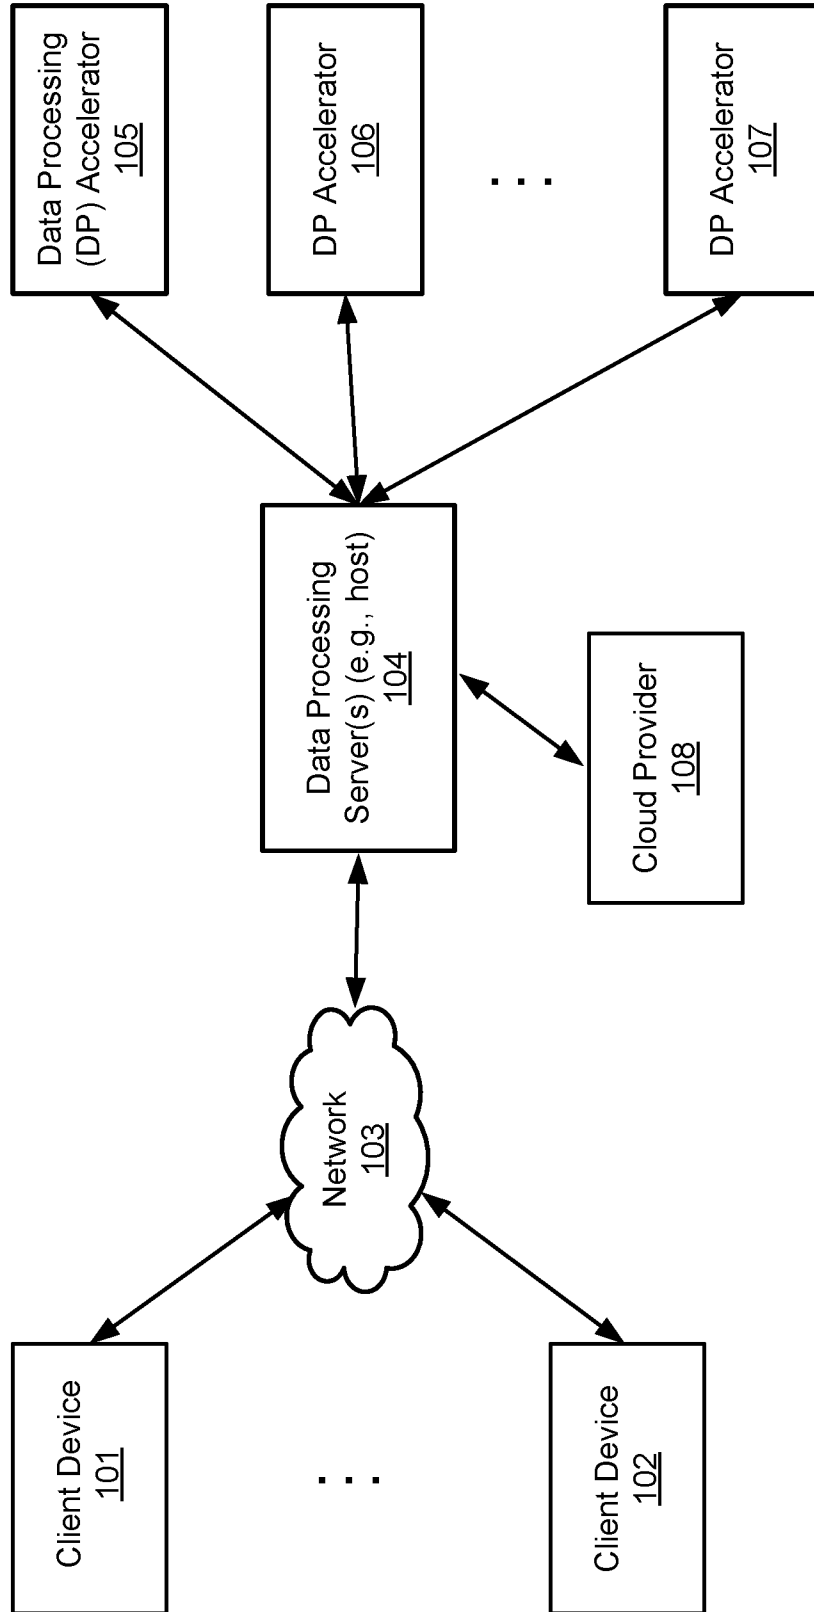 Client Device
101
. . .
Client Device
102
Network
103
Data Processing
Server(s) (e.g., host)
104
Cloud Provider
108
Data Processing
(DP) Accelerator
105
DP Accelerator
106
. . .
DP Accelerator
107